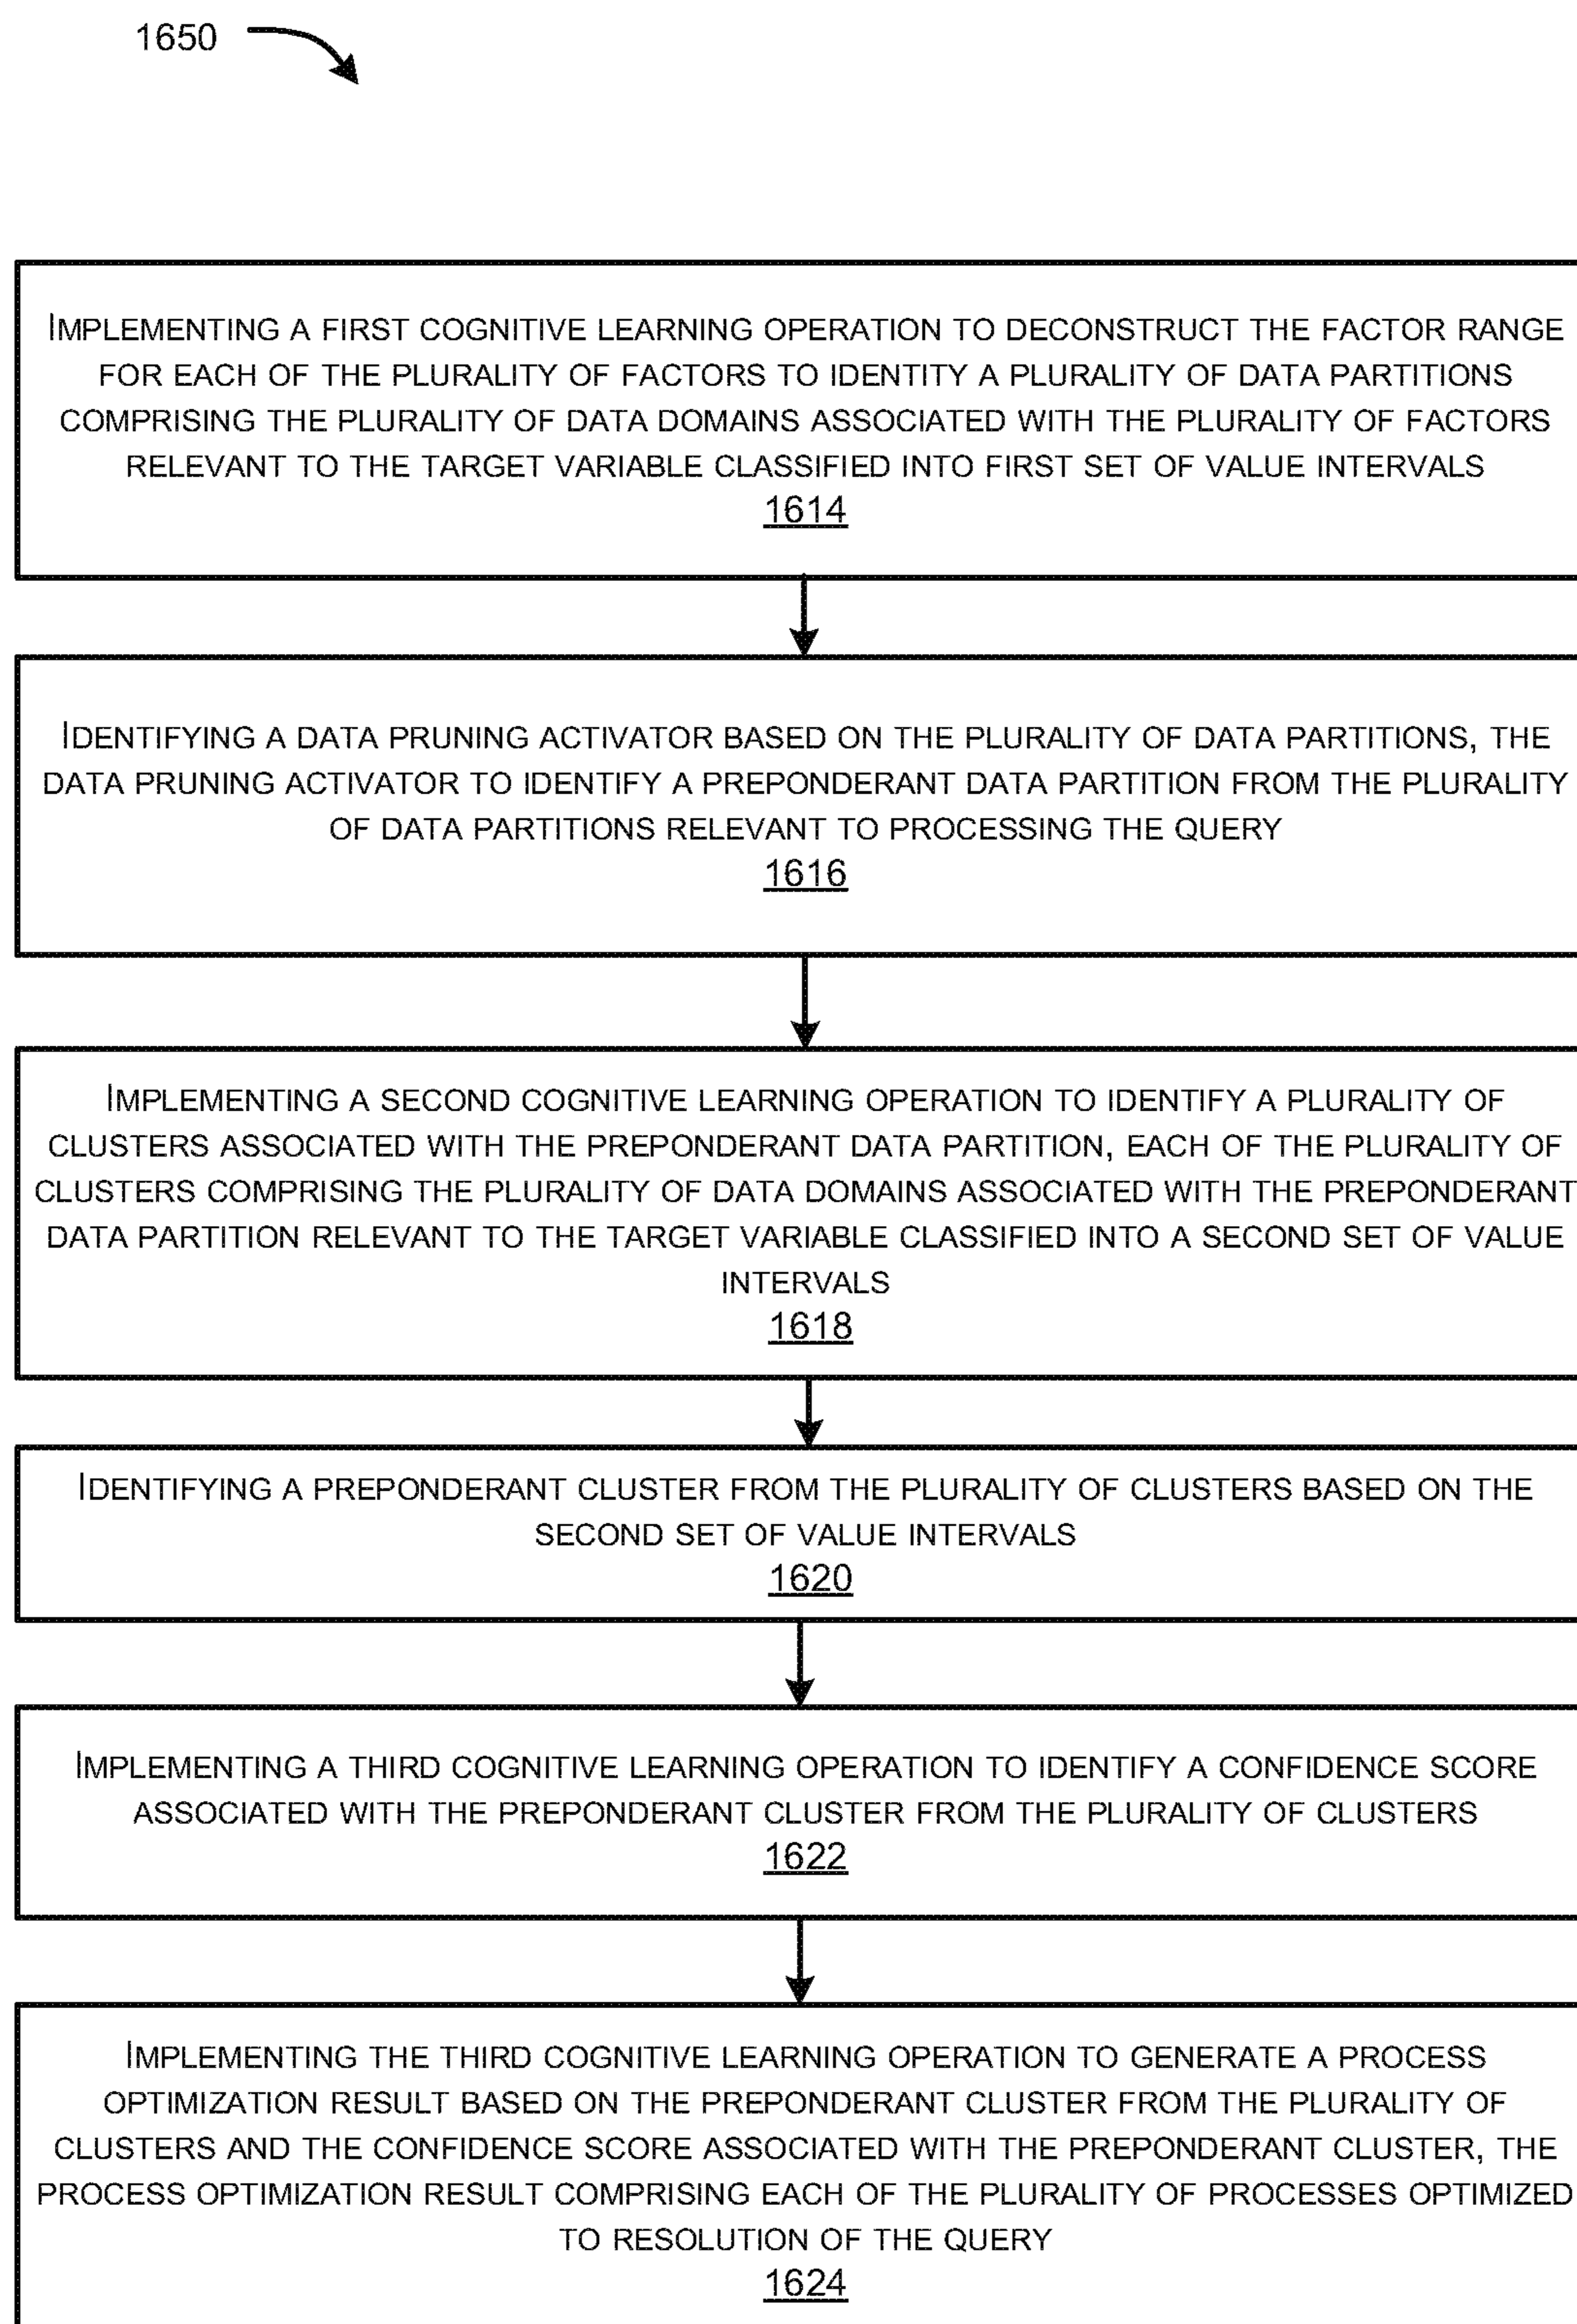 1650
IMPLEMENTING A FIRST COGNITIVE LEARNING OPERATION TO DECONSTRUCT THE FACTOR RANGE
FOR EACH OF THE PLURALITY OF FACTORS TO IDENTITY A PLURALITY OF DATA PARTITIONS
COMPRISING THE PLURALITY OF DATA DOMAINS ASSOCIATED WITH THE PLURALITY OF FACTORS
RELEVANT TO THE TARGET VARIABLE CLASSIFIED INTO FIRST SET OF VALUE INTERVALS
1614
IDENTIFYING A DATA PRUNING ACTIVATOR BASED ON THE PLURALITY OF DATA PARTITIONS, THE
DATA PRUNING ACTIVATOR TO IDENTIFY A PREPONDERANT DATA PARTITION FROM THE PLURALITY
OF DATA PARTITIONS RELEVANT TO PROCESSING THE QUERY
1616
IMPLEMENTING A SECOND COGNITIVE LEARNING OPERATION TO IDENTIFY A PLURALITY OF
CLUSTERS ASSOCIATED WITH THE PREPONDERANT DATA PARTITION, EACH OF THE PLURALITY OF
CLUSTERS COMPRISING THE PLURALITY OF DATA DOMAINS ASSOCIATED WITH THE PREPONDERANT
DATA PARTITION RELEVANT TO THE TARGET VARIABLE CLASSIFIED INTO A SECOND SET OF VALUE
INTERVALS
1618
IDENTIFYING A PREPONDERANT CLUSTER FROM THE PLURALITY OF CLUSTERS BASED ON THE
SECOND SET OF VALUE INTERVALS
1620
IMPLEMENTING A THIRD COGNITIVE LEARNING OPERATION TO IDENTIFY A CONFIDENCE SCORE
ASSOCIATED WITH THE PREPONDERANT CLUSTER FROM THE PLURALITY OF CLUSTERS
1622
IMPLEMENTING THE THIRD COGNITIVE LEARNING OPERATION TO GENERATE A PROCESS
OPTIMIZATION RESULT BASED ON THE PREPONDERANT CLUSTER FROM THE PLURALITY OF
CLUSTERS AND THE CONFIDENCE SCORE ASSOCIATED WITH THE PREPONDERANT CLUSTER, THE
PROCESS OPTIMIZATION RESULT COMPRISING EACH OF THE PLURALITY OF PROCESSES OPTIMIZED
TO RESOLUTION OF THE QUERY
1624